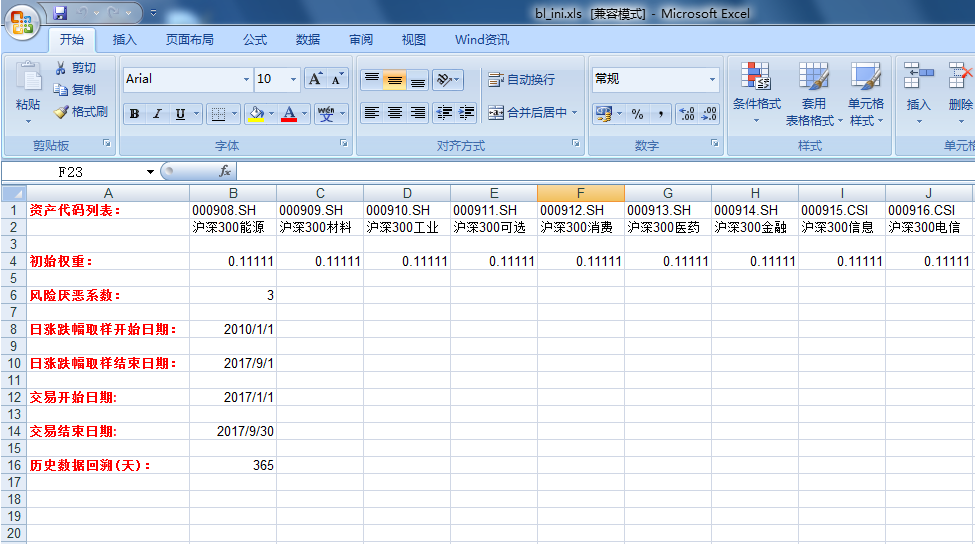 bl_ini.xls [兼容模式] - Microsoft Excel
开始 插入 页面布局 公式 数据 审阅 视图 Wind资讯
剪切
复制
格式刷
粘贴
剪贴板
Arial 10
B I U
字体
自动换行
合并后居中
对齐方式
常规
数字
条件格式
套用
表格格式
单元格
样式
样式
插入
删除
单元格
F23 fx
A B C D E F G H I J
1 资产代码列表: 000908.SH 000909.SH 000910.SH 000911.SH 000912.SH 000913.SH 000914.SH 000915.CSI 000916.CSI
2 沪深300能源 沪深300材料 沪深300工业 沪深300可选 沪深300消费 沪深300医药 沪深300金融 沪深300信息 沪深300电信
3
4 初始权重: 0.11111 0.11111 0.11111 0.11111 0.11111 0.11111 0.11111 0.11111 0.11111
5
6 风险厌恶系数: 3
7
8 日涨跌幅取样开始日期: 2010/1/1
9
10 日涨跌幅取样结束日期: 2017/9/1
11
12 交易开始日期: 2017/1/1
13
14 交易结束日期: 2017/9/30
15
16 历史数据回溯(天): 365
17
18
19
20